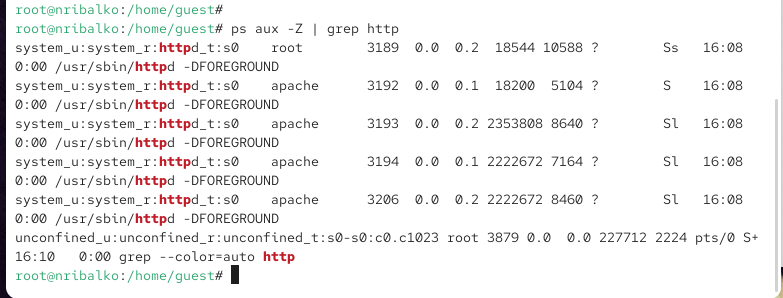 root@nribalko:/home/guest#
root@nribalko:/home/guest# ps aux -Z | grep http
system_u:system_r:httpd_t:s0    root        3189  0.0  0.2  18544 10588 ?        Ss   16:08
0:00 /usr/sbin/httpd -DFOREGROUND
system_u:system_r:httpd_t:s0    apache      3192  0.0  0.1  18200  5104 ?        S    16:08
0:00 /usr/sbin/httpd -DFOREGROUND
system_u:system_r:httpd_t:s0    apache      3193  0.0  0.2 2353808 8640 ?        Sl   16:08
0:00 /usr/sbin/httpd -DFOREGROUND
system_u:system_r:httpd_t:s0    apache      3194  0.0  0.1 2222672 7164 ?        Sl   16:08
0:00 /usr/sbin/httpd -DFOREGROUND
system_u:system_r:httpd_t:s0    apache      3206  0.0  0.2 2222672 8460 ?        Sl   16:08
0:00 /usr/sbin/httpd -DFOREGROUND
unconfined_u:unconfined_r:unconfined_t:s0-s0:c0.c1023 root 3879 0.0  0.0 227712 2224 pts/0 S+
16:10   0:00 grep --color=auto http
root@nribalko:/home/guest#